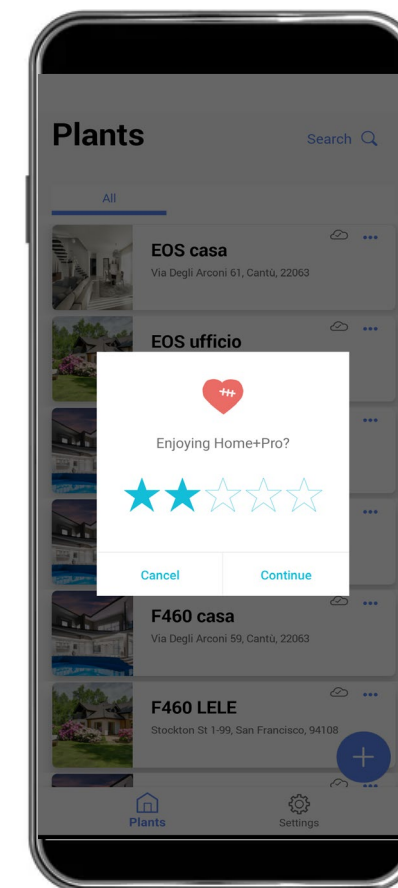 Plants
Search
All
EOS casa
Via Degli Arconi 61, Cantù, 22063
EOS ufficio
Enjoying Home+Pro?
Cancel
Continue
F460 casa
Via Degli Arconi 59, Cantù, 22063
F460 LELE
Stockton St 1-99, San Francisco, 94108
Plants
Settings